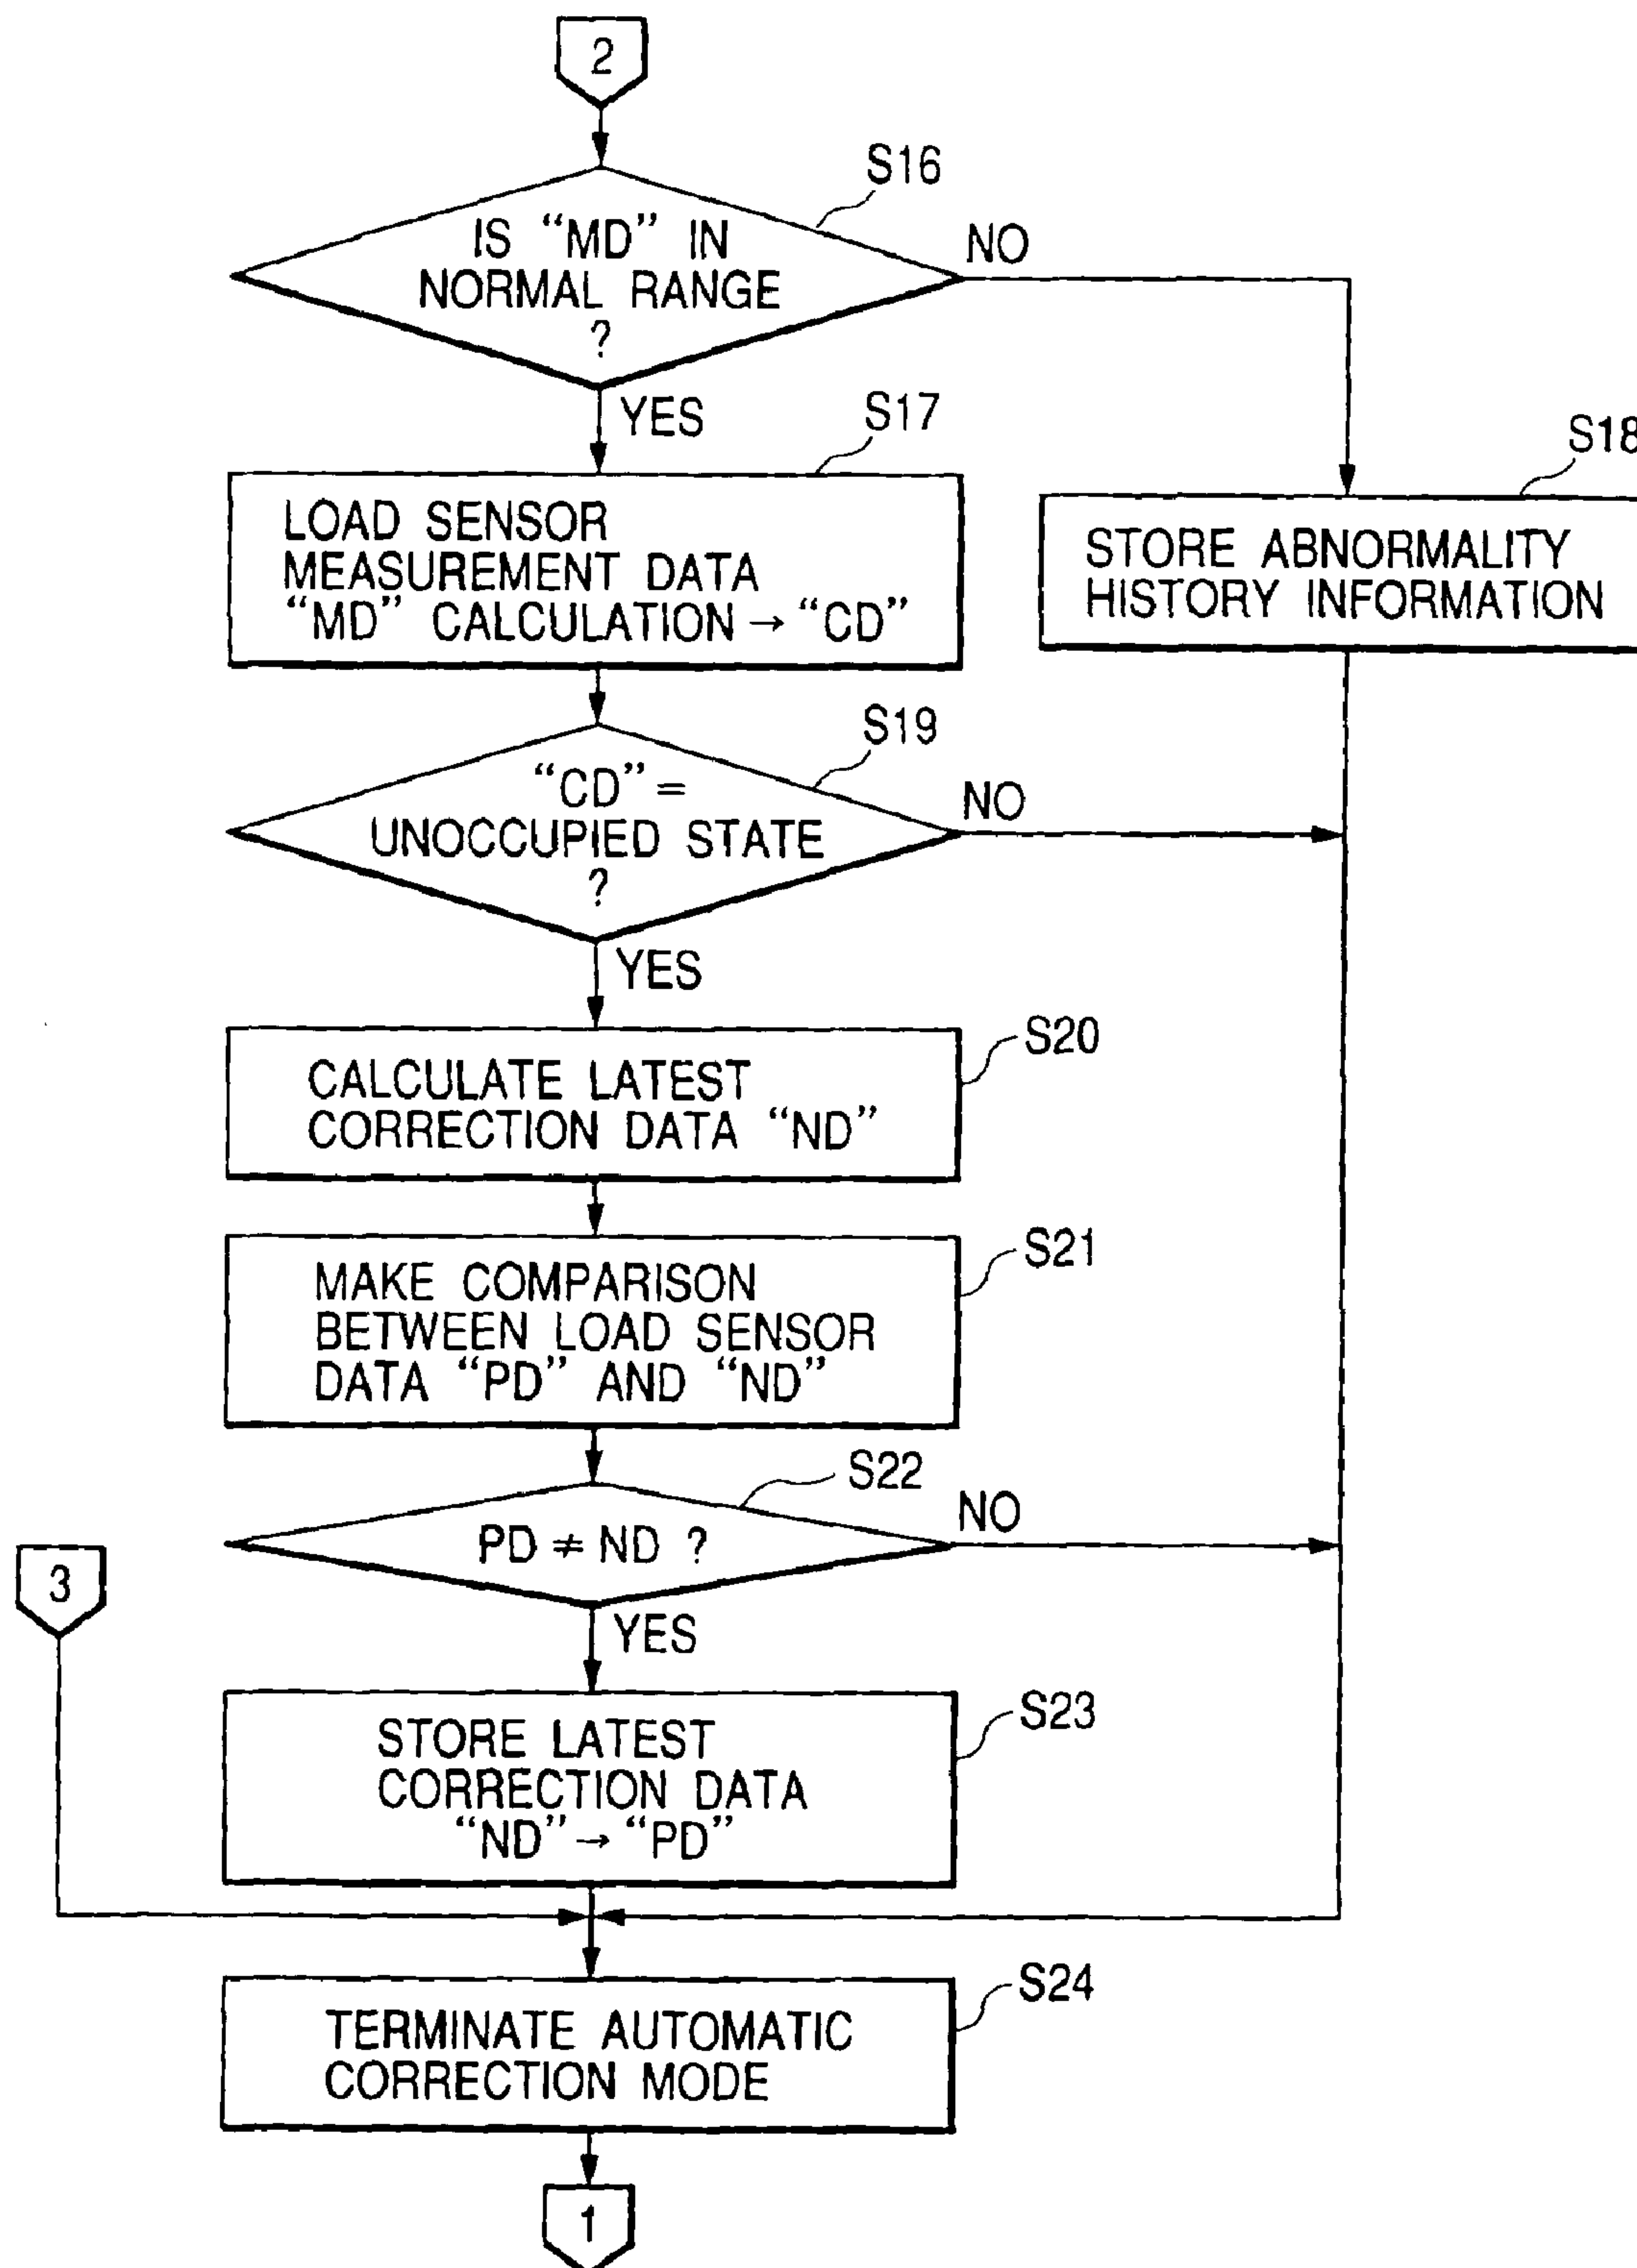 2
S16
IS “MD” IN
NORMAL RANGE
?
NO
YES
S17
LOAD SENSOR
MEASUREMENT DATA
“MD” CALCULATION → “CD”
S18
STORE ABNORMALITY
HISTORY INFORMATION
S19
“CD” =
UNOCCUPIED STATE
?
NO
YES
S20
CALCULATE LATEST
CORRECTION DATA “ND”
S21
MAKE COMPARISON
BETWEEN LOAD SENSOR
DATA “PD” AND “ND”
S22
PD ≠ ND ?
NO
YES
3
S23
STORE LATEST
CORRECTION DATA
“ND” → “PD”
S24
TERMINATE AUTOMATIC
CORRECTION MODE
1